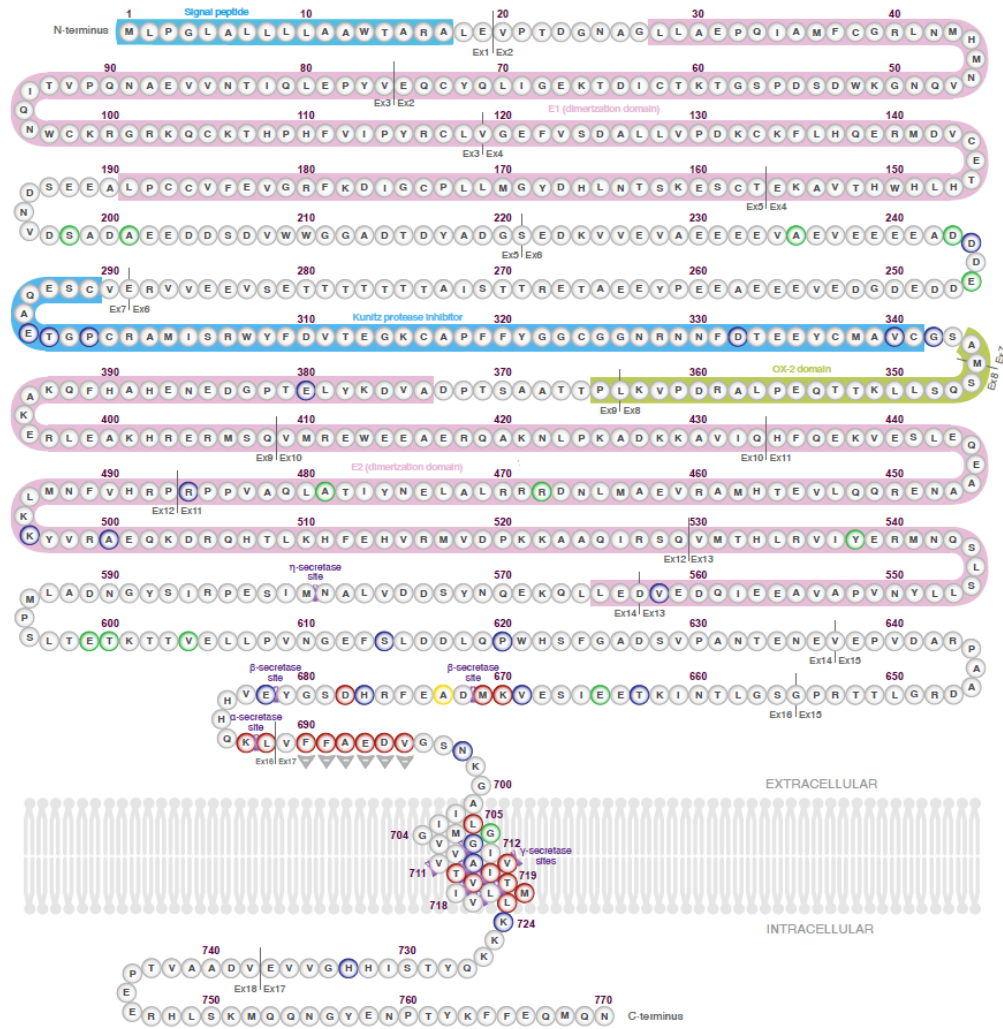 1 10 20 30 40
Signal peptide
N-terminus M L P G L A L L L L A A W T A R A L E V P T D G N A G L L A E P Q I A M F C G R L N M
Ex1 Ex2
H
M
90 80 70 60 50
I T V P Q N A E V V N T I Q L E P Y V E Q C Y Q L I G E K T D I C T K T G S P D S D W K G N Q V N
Ex3 Ex2
E1 (dimerization domain)
Q
100 110 120 130 140
N W C K R G R K Q C K T H P H F V I P Y R C L V G E F V S D A L L V P D K C K F L H Q E R M D V C
Ex3 Ex4
E
T
190 180 170 160 150
D S E E A L P C C V F E V G R F K D I G C P L L M G Y D H L N T S K E S C T E K A V T H W H L H
Ex5 Ex4
N
200 210 220 230 240
V D S A D A E E D D S D V W W G G A D T D Y A D G S E D K V V E V A E E E E V A E V E E E E A D D
Ex5 Ex6
D
290 280 270 260 250
Q E S C V E R V V E E V S E T T T T T T T A I S T T R E T A E E Y P E E A E E E V E D G D E D D E
Ex7 Ex6
A
Kunitz protease inhibitor
310 320 330 340
E T G P C R A M I S R W Y F D V T E G K C A P F F Y G G C G G N R N N F D T E E Y C M A V C G S A
M
Ex8 Ex7
OX-2 domain
390 380 370 360 350
A K Q F H A H E N E D G P T E L Y K D V A D P T S A A T T P L K V P D R A L P E Q T T K L L S Q S
Ex9 Ex8
K
400 410 420 430 440
E R L E A K H R E R M S Q V M R E W E E A E R Q A K N L P K A D K K A V I Q H F Q E K V E S L E Q
Ex9 Ex10
Ex10 Ex11
E2 (dimerization domain)
E
A
490 480 470 460 450
L M N F V H R P R P P V A Q L A T I Y N E L A L R R R D N L M A E V R A M H T E V L Q Q R E N A
Ex12 Ex11
K
500 510 520 530 540
K Y V R A E Q K D R Q H T L K H F E H V R M V D P K K A A Q I R S Q V M T H L R V I Y E R M N Q S
Ex12 Ex13
L
S
590 η-secretase site 570 560 550
M L A D N G Y S I R P E S I M N A L V D D S Y N Q E K Q L L E D V E D Q I E E A V A P V N Y L L
Ex14 Ex13
P
600 610 620 630 640
S L T E T K T T V E L L P V N G E F S L D D L Q P W H S F G A D S V P A N T E N E V E P V D A R P
Ex14 Ex15
A
β-secretase site 680 β-secretase site 670 660 650
V E Y G S D H R F E A D M K V E S I E E T K I N T L G S G P R T T L G R D A
Ex16 Ex15
H
H
α-secretase site 690
Q K L V F F A E D V G S N
Ex16 Ex17
K
G 700
EXTRACELLULAR
A
I I L 705
704 G I M G
V G I 712
V V A V γ-secretase sites
711 T V I T 719
718 I V L M
L
K 724
INTRACELLULAR
K
K
740 730
P T V A A D V E V V G H H I S T Y Q
Ex18 Ex17
E
750 760 770
E R H L S K M Q Q N G Y E N P T Y K F F E Q M Q N C-terminus